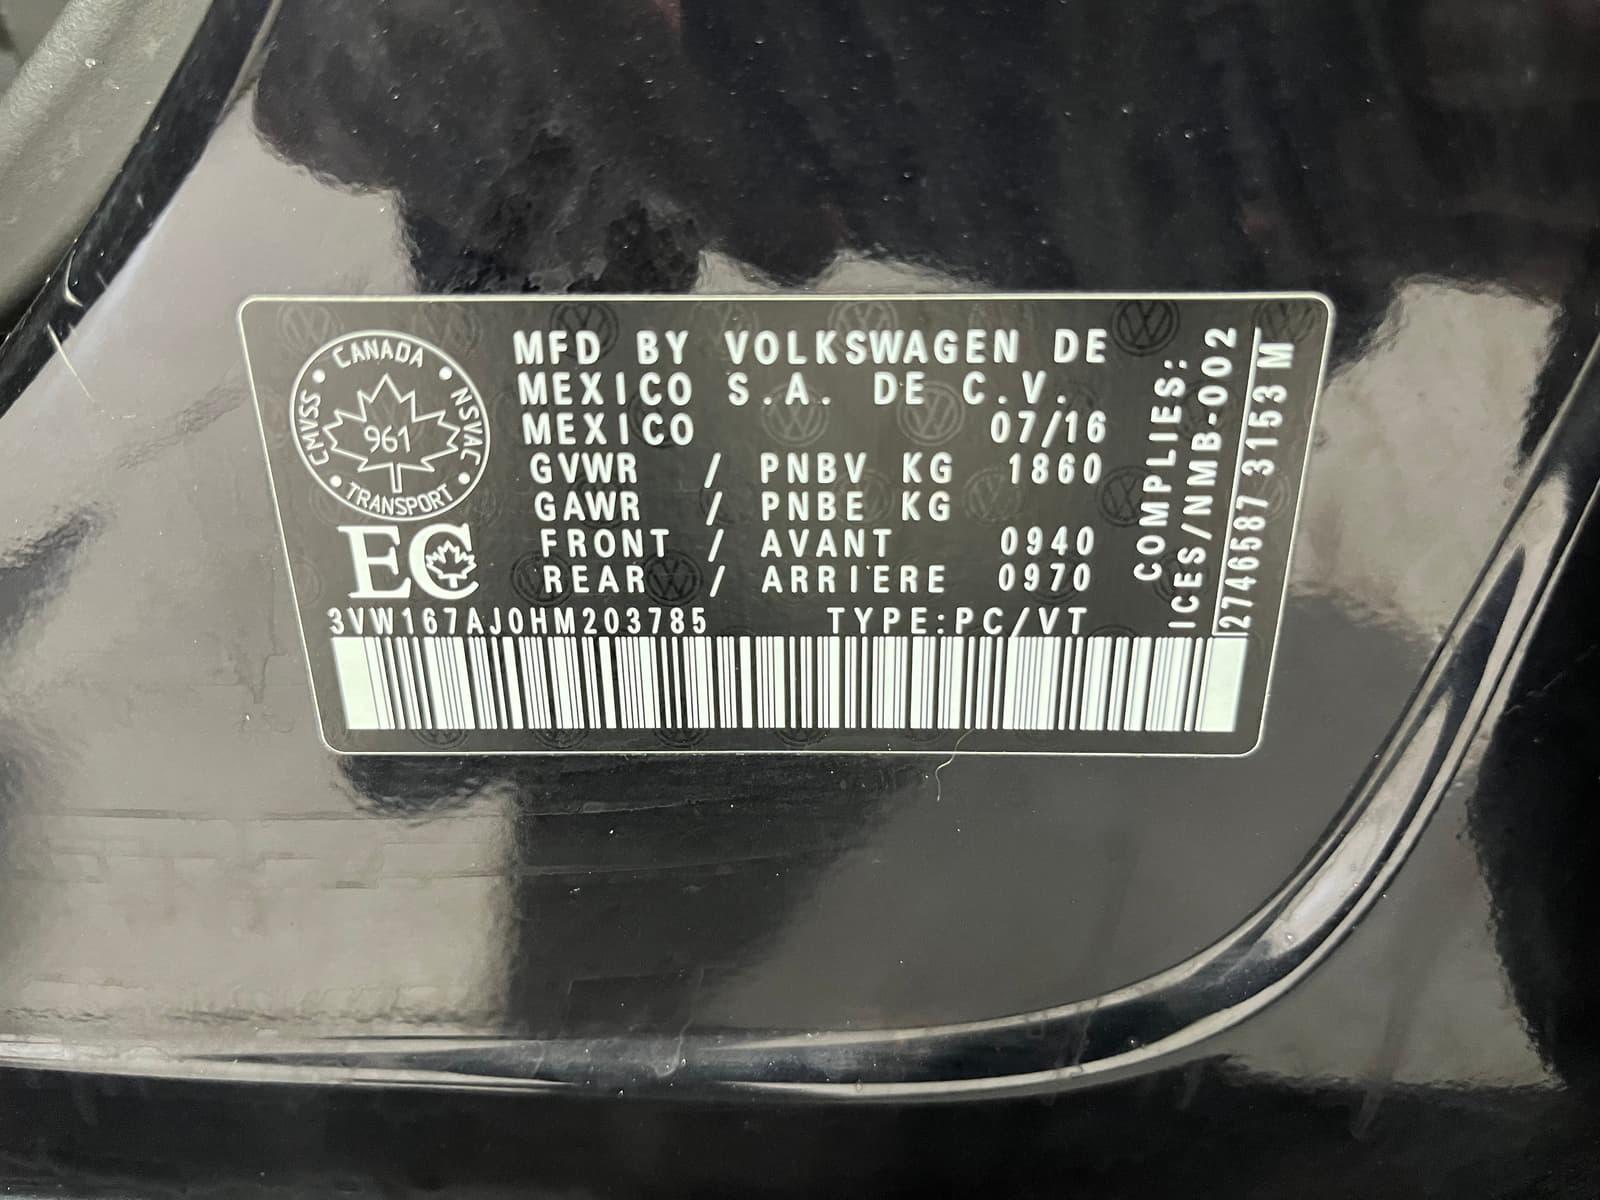 CANADA
CMVSS
NSVAC
961
TRANSPORT
EC
MFD BY VOLKSWAGEN DE
MEXICO S.A. DE C.V.
MEXICO 07/16
GVWR / PNBV KG 1860
GAWR / PNBE KG
FRONT / AVANT 0940
REAR / ARRIERE 0970
3VW167AJ0HM203785 TYPE:PC/VT
COMPLIES:
ICES/NMB-002
2746587 3153 M